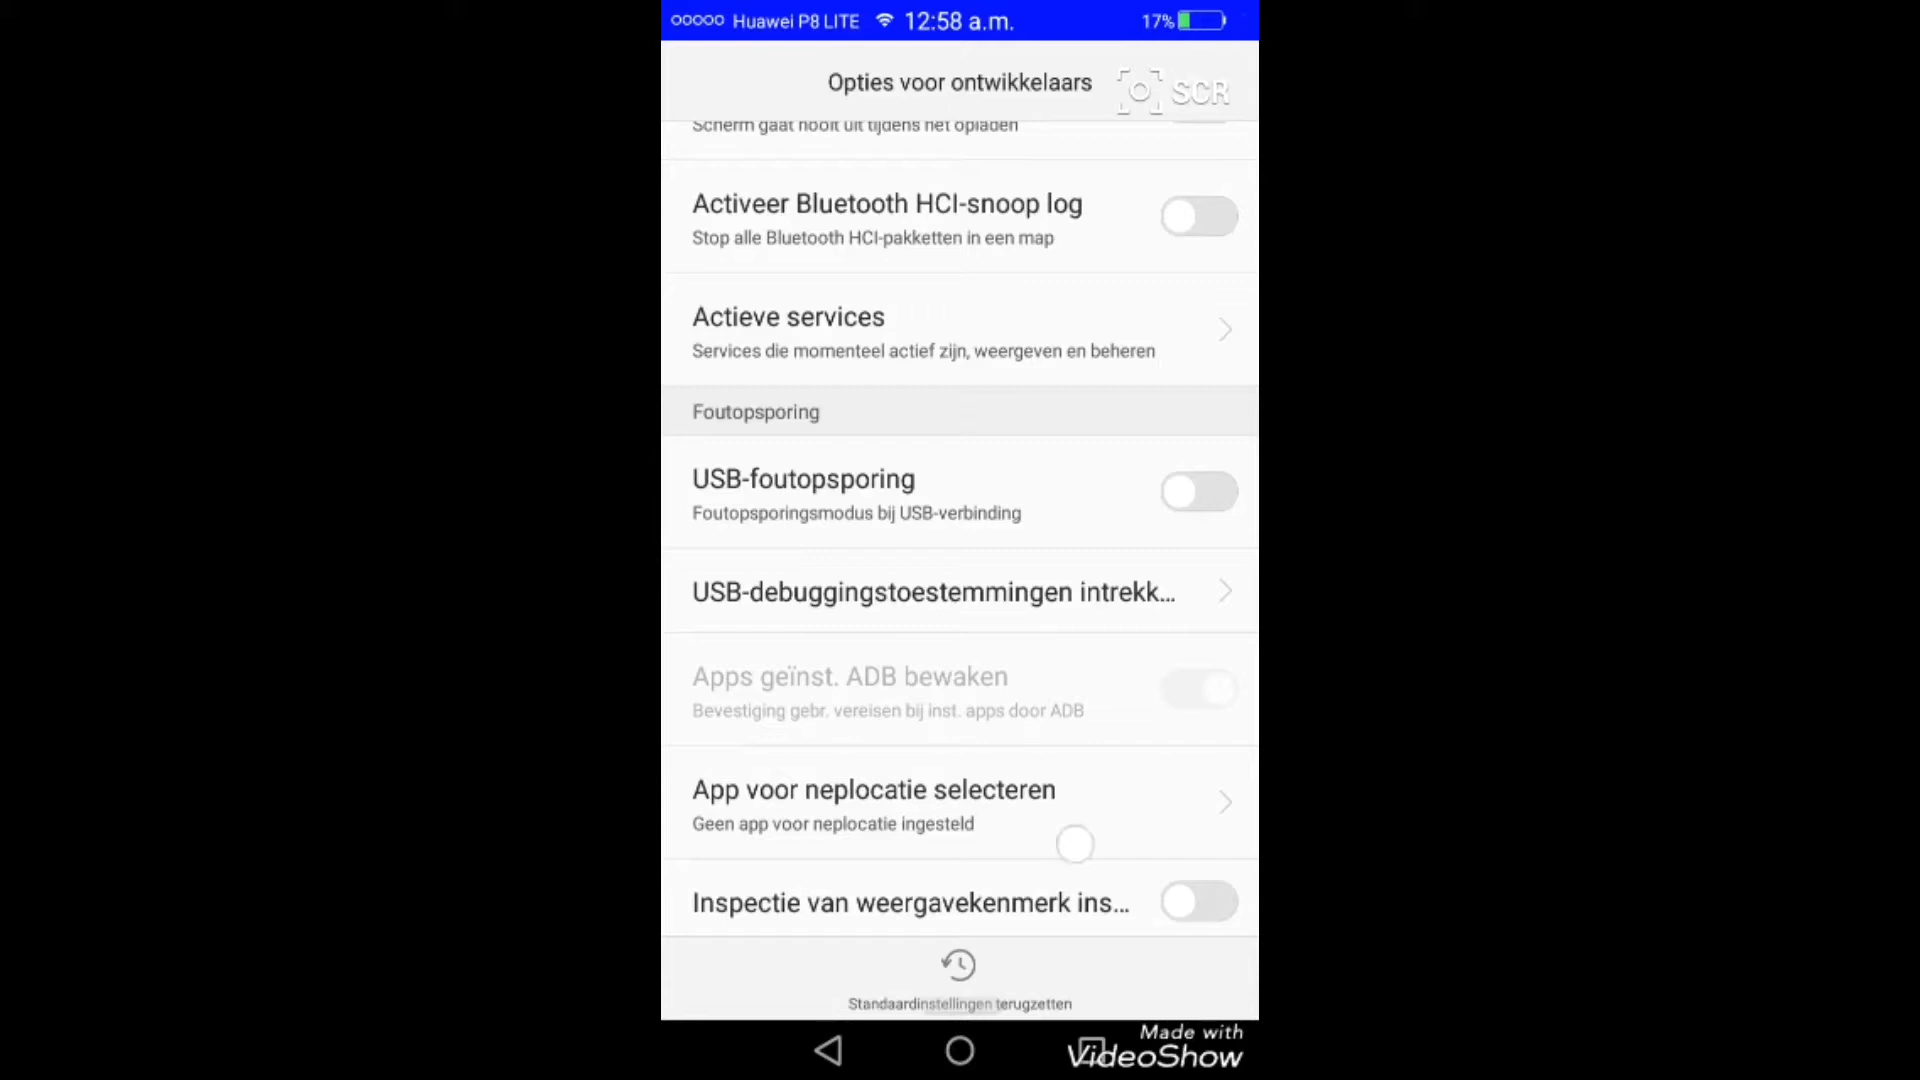 Huawei P8 LITE 12:58 a.m. 17%
Opties voor ontwikkelaars SCR
Scherm gaat nooit uit tijdens het opladen
Activeer Bluetooth HCI-snoop log
Stop alle Bluetooth HCI-pakketten in een map
Actieve services
Services die momenteel actief zijn, weergeven en beheren
Foutopsporing
USB-foutopsporing
Foutopsporingsmodus bij USB-verbinding
USB-debuggingstoestemmingen intrekk...
Apps geïnst. ADB bewaken
Bevestiging gebr. vereisen bij inst. apps door ADB
App voor neplocatie selecteren
Geen app voor neplocatie ingesteld
Inspectie van weergavekenmerk ins...
Standaardinstellingen terugzetten
Made with
VideoShow